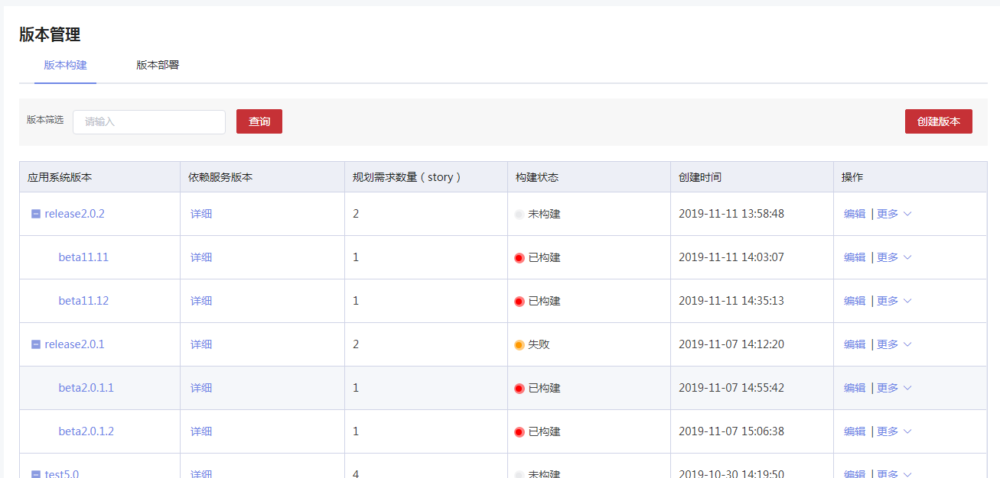 版本管理
版本构建 版本部署
版本筛选 请输入 查询 创建版本
应用系统版本 依赖服务版本 规划需求数量（story） 构建状态 创建时间 操作
release2.0.2 详细 2 未构建 2019-11-11 13:58:48 编辑 | 更多
beta11.11 详细 1 已构建 2019-11-11 14:03:07 编辑 | 更多
beta11.12 详细 1 已构建 2019-11-11 14:35:13 编辑 | 更多
release2.0.1 详细 2 失败 2019-11-07 14:12:20 编辑 | 更多
beta2.0.1.1 详细 1 已构建 2019-11-07 14:55:42 编辑 | 更多
beta2.0.1.2 详细 1 已构建 2019-11-07 15:06:38 编辑 | 更多
test5.0 详细 4 未构建 2019-10-30 14:19:50 编辑 | 更多